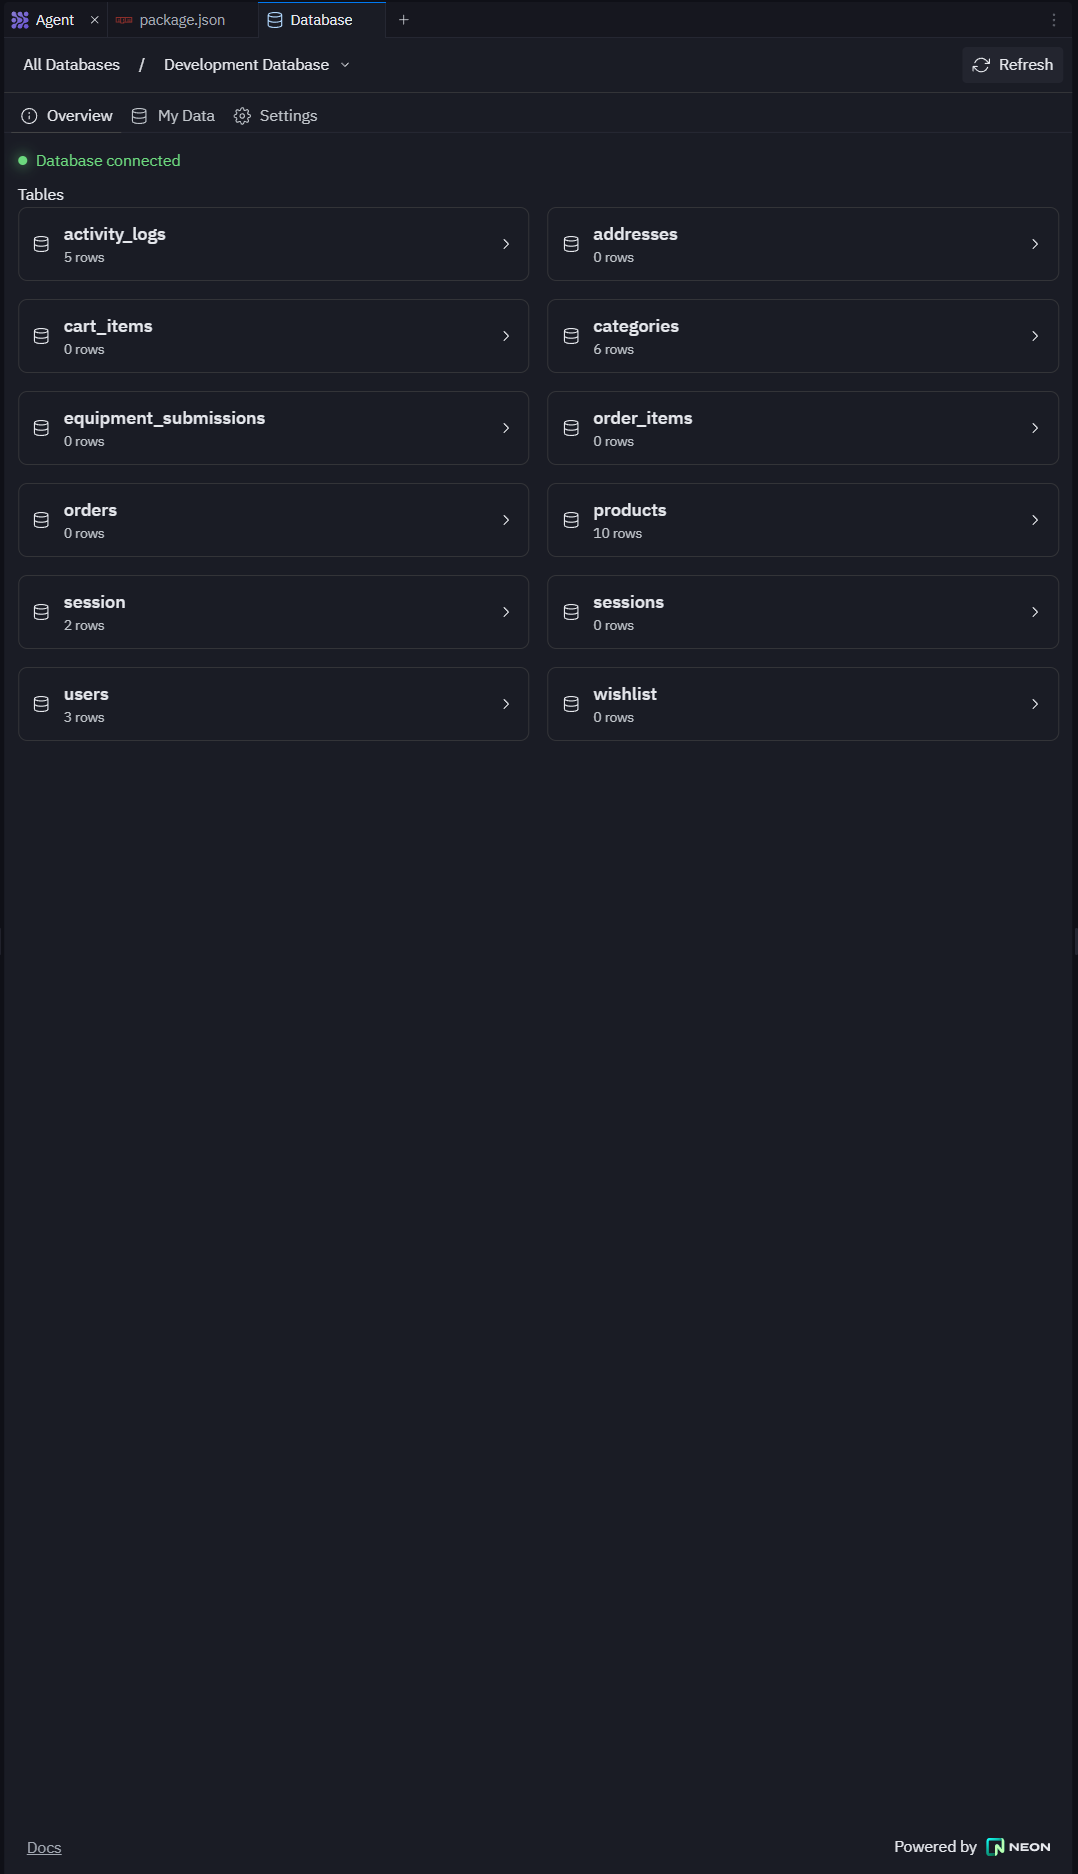 Agent
package.json
Database
All Databases / Development Database
Refresh
Overview
My Data
Settings
Database connected
Tables
activity_logs
5 rows
addresses
0 rows
cart_items
0 rows
categories
6 rows
equipment_submissions
0 rows
order_items
0 rows
orders
0 rows
products
10 rows
session
2 rows
sessions
0 rows
users
3 rows
wishlist
0 rows
Docs
Powered by NEON